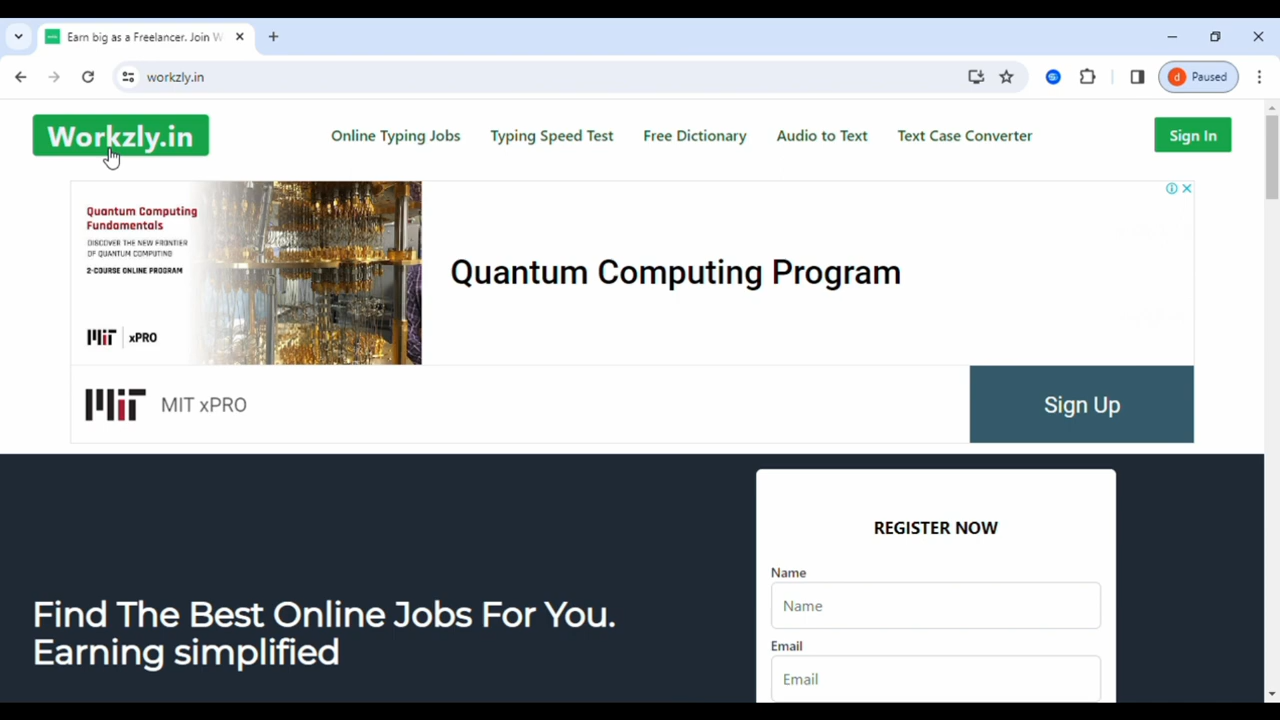 Earn big as a Freelancer. Join W
workzly.in
d Paused
Workzly.in
Online Typing Jobs
Typing Speed Test
Free Dictionary
Audio to Text
Text Case Converter
Sign In
Quantum Computing
Fundamentals
DISCOVER THE NEW FRONTIER
OF QUANTUM COMPUTING
2-COURSE ONLINE PROGRAM
MIT xPRO
Quantum Computing Program
MIT MIT xPRO
Sign Up
REGISTER NOW
Name
Name
Email
Email
Find The Best Online Jobs For You.
Earning simplified